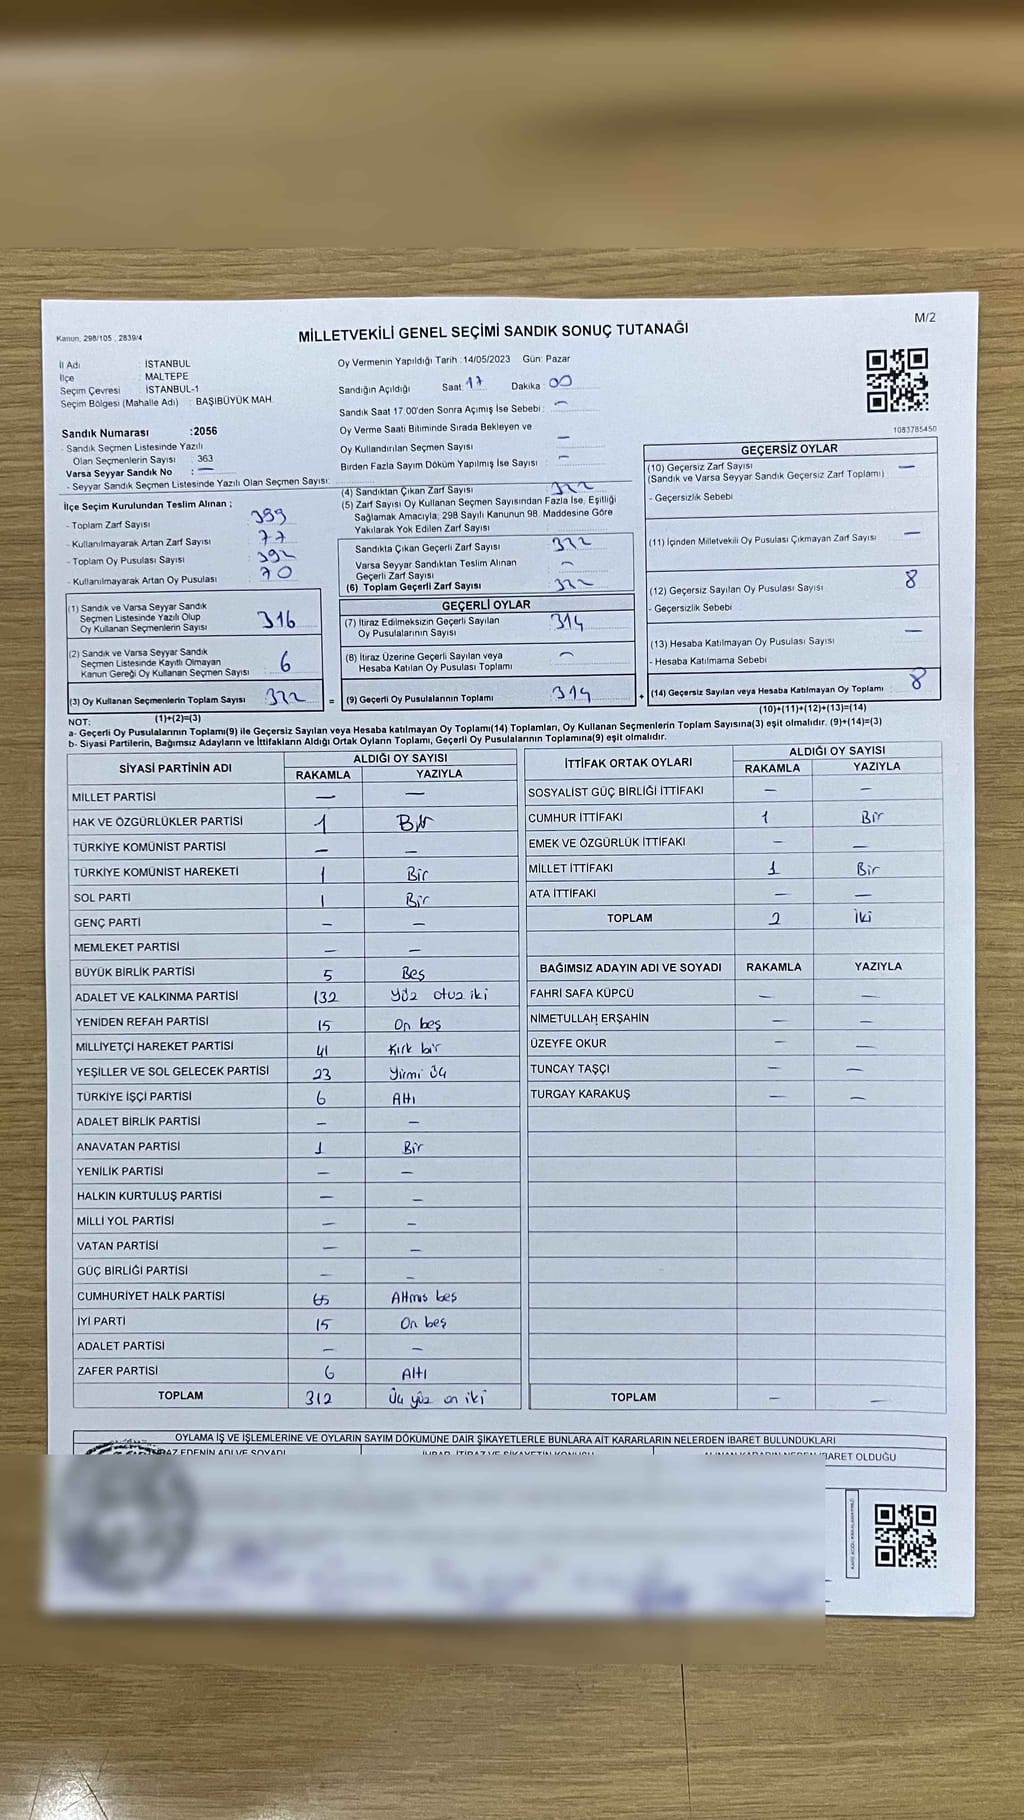 M/2
Kanun, 298/105 , 2839/4
MİLLETVEKİLİ GENEL SEÇİMİ SANDIK SONUÇ TUTANAĞI
İl Adı : İSTANBUL
İlçe : MALTEPE
Seçim Çevresi : İSTANBUL-1
Seçim Bölgesi (Mahalle Adı) : BAŞIBÜYÜK MAH.
Oy Vermenin Yapıldığı Tarih :14/05/2023 Gün: Pazar
Sandığın Açıldığı Saat: 17 Dakika : 00
Sandık Saat 17:00'den Sonra Açımış İse Sebebi : —
Oy Verme Saati Bitiminde Sırada Bekleyen ve
Oy Kullandırılan Seçmen Sayısı —
Birden Fazla Sayım Döküm Yapılmış İse Sayısı —
1083785450
Sandık Numarası :2056
- Sandık Seçmen Listesinde Yazılı
Olan Seçmenlerin Sayısı : 363
Varsa Seyyar Sandık No : —
- Seyyar Sandık Seçmen Listesinde Yazılı Olan Seçmen Sayısı:
İlçe Seçim Kurulundan Teslim Alınan ;
- Toplam Zarf Sayısı : 399
- Kullanılmayarak Artan Zarf Sayısı : 77
- Toplam Oy Pusulası Sayısı : 392
- Kullanılmayarak Artan Oy Pusulası : 70
(1) Sandık ve Varsa Seyyar Sandık
Seçmen Listesinde Yazılı Olup
Oy Kullanan Seçmenlerin Sayısı 316
(2) Sandık ve Varsa Seyyar Sandık
Seçmen Listesinde Kayıtlı Olmayan
Kanun Gereği Oy Kullanan Seçmen Sayısı 6
(3) Oy Kullanan Seçmenlerin Toplam Sayısı 322 =
(1)+(2)=(3)
(4) Sandıktan Çıkan Zarf Sayısı 322
(5) Zarf Sayısı Oy Kullanan Seçmen Sayısından Fazla İse, Eşitliği
Sağlamak Amacıyla, 298 Sayılı Kanunun 98. Maddesine Göre
Yakılarak Yok Edilen Zarf Sayısı
Sandıkta Çıkan Geçerli Zarf Sayısı 322
Varsa Seyyar Sandıktan Teslim Alınan
Geçerli Zarf Sayısı —
(6) Toplam Geçerli Zarf Sayısı 322
GEÇERLİ OYLAR
(7) İtiraz Edilmeksizin Geçerli Sayılan
Oy Pusulalarının Sayısı 314
(8) İtiraz Üzerine Geçerli Sayılan veya
Hesaba Katılan Oy Pusulası Toplamı —
(9) Geçerli Oy Pusulalarının Toplamı 314 +
GEÇERSİZ OYLAR
(10) Geçersiz Zarf Sayısı —
(Sandık ve Varsa Seyyar Sandık Geçersiz Zarf Toplamı)
- Geçersizlik Sebebi
(11) İçinden Milletvekili Oy Pusulası Çıkmayan Zarf Sayısı —
(12) Geçersiz Sayılan Oy Pusulası Sayısı 8
- Geçersizlik Sebebi
(13) Hesaba Katılmayan Oy Pusulası Sayısı —
- Hesaba Katılmama Sebebi
(14) Geçersiz Sayılan veya Hesaba Katılmayan Oy Toplamı 8
(10)+(11)+(12)+(13)=(14)
NOT:
a- Geçerli Oy Pusulalarının Toplamı(9) ile Geçersiz Sayılan veya Hesaba katılmayan Oy Toplamı(14) Toplamları, Oy Kullanan Seçmenlerin Toplam Sayısına(3) eşit olmalıdır. (9)+(14)=(3)
b- Siyasi Partilerin, Bağımsız Adayların ve İttifakların Aldığı Ortak Oyların Toplamı, Geçerli Oy Pusulalarının Toplamına(9) eşit olmalıdır.
SİYASİ PARTİNİN ADI
ALDIĞI OY SAYISI
RAKAMLA YAZIYLA
MİLLET PARTİSİ — —
HAK VE ÖZGÜRLÜKLER PARTİSİ 1 Bir
TÜRKİYE KOMÜNİST PARTİSİ — —
TÜRKİYE KOMÜNİST HAREKETİ 1 Bir
SOL PARTİ 1 Bir
GENÇ PARTİ — —
MEMLEKET PARTİSİ — —
BÜYÜK BİRLİK PARTİSİ 5 Beş
ADALET VE KALKINMA PARTİSİ 132 Yüz otuz iki
YENİDEN REFAH PARTİSİ 15 On beş
MİLLİYETÇİ HAREKET PARTİSİ 41 Kırk bir
YEŞİLLER VE SOL GELECEK PARTİSİ 23 Yirmi üç
TÜRKİYE İŞÇİ PARTİSİ 6 Altı
ADALET BİRLİK PARTİSİ — —
ANAVATAN PARTİSİ 1 Bir
YENİLİK PARTİSİ — —
HALKIN KURTULUŞ PARTİSİ — —
MİLLİ YOL PARTİSİ — —
VATAN PARTİSİ — —
GÜÇ BİRLİĞİ PARTİSİ — —
CUMHURİYET HALK PARTİSİ 65 Altmış beş
İYİ PARTİ 15 On beş
ADALET PARTİSİ — —
ZAFER PARTİSİ 6 Altı
TOPLAM 312 Üç yüz on iki
İTTİFAK ORTAK OYLARI
ALDIĞI OY SAYISI
RAKAMLA YAZIYLA
SOSYALİST GÜÇ BİRLİĞİ İTTİFAKI — —
CUMHUR İTTİFAKI 1 Bir
EMEK VE ÖZGÜRLÜK İTTİFAKI — —
MİLLET İTTİFAKI 1 Bir
ATA İTTİFAKI — —
TOPLAM 2 İki
BAĞIMSIZ ADAYIN ADI VE SOYADI RAKAMLA YAZIYLA
FAHRİ SAFA KÜPCÜ — —
NİMETULLAH ERŞAHİN — —
ÜZEYFE OKUR — —
TUNCAY TAŞÇI — —
TURGAY KARAKUŞ — —
TOPLAM — —
OYLAMA İŞ VE İŞLEMLERİNE VE OYLARIN SAYIM DÖKÜMÜNE DAİR ŞİKAYETLERLE BUNLARA AİT KARARLARIN NELERDEN İBARET BULUNDUKLARI
EDENİN ADI VE SOYADI İBARET OLDUĞU